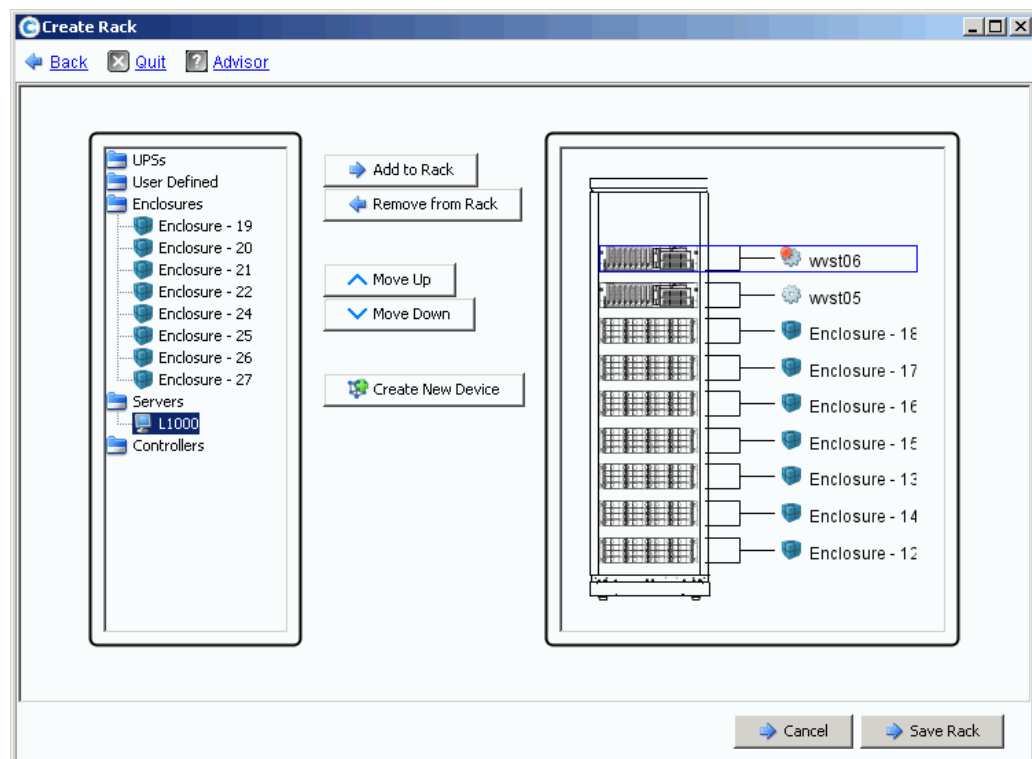 Create Rack
Back Quit Advisor
UPSs
User Defined
Enclosures
Enclosure - 19
Enclosure - 20
Enclosure - 21
Enclosure - 22
Enclosure - 24
Enclosure - 25
Enclosure - 26
Enclosure - 27
Servers
L1000
Controllers
Add to Rack
Remove from Rack
Move Up
Move Down
Create New Device
wvst06
wvst05
Enclosure - 18
Enclosure - 17
Enclosure - 16
Enclosure - 15
Enclosure - 13
Enclosure - 14
Enclosure - 12
Cancel Save Rack